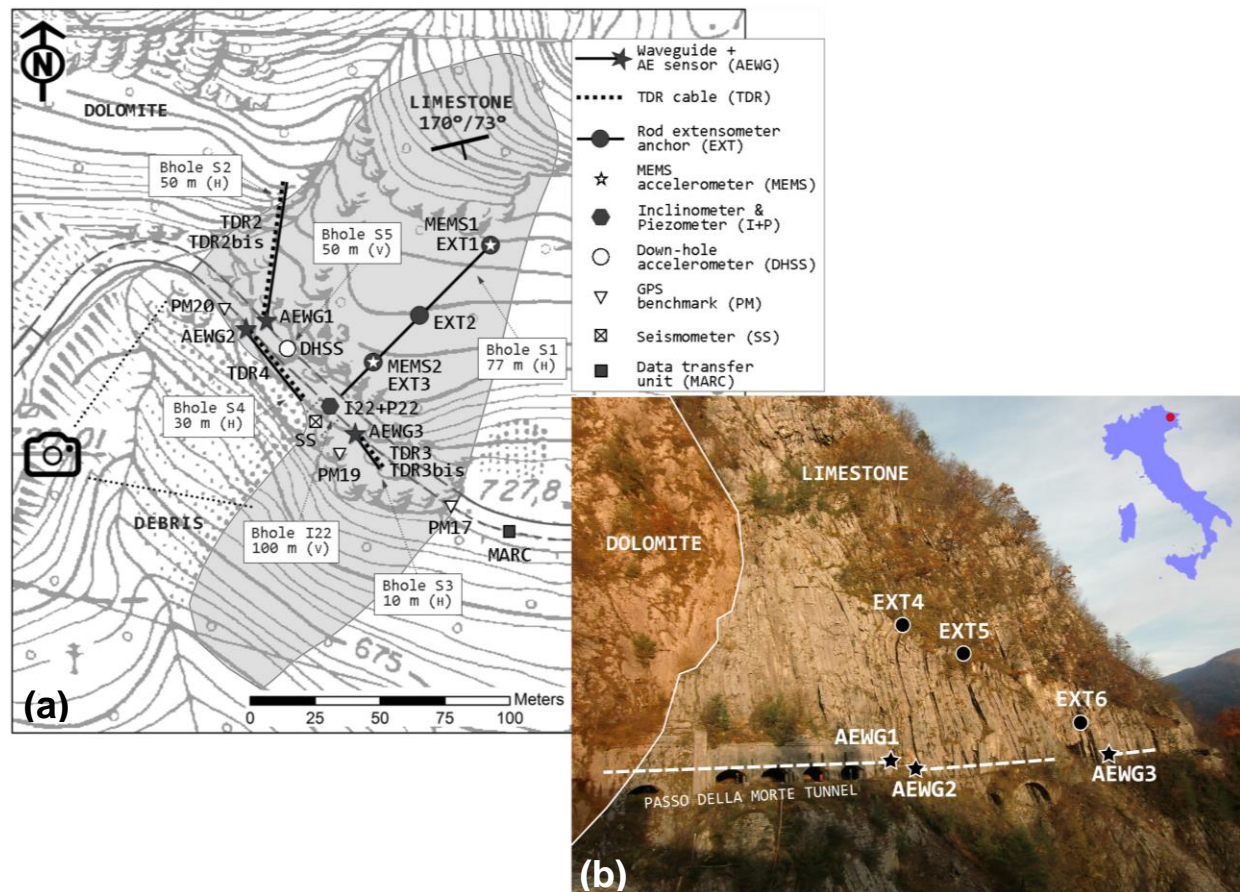 N
DOLOMITE
LIMESTONE
170°/73°
Bhole S2
50 m (H)
TDR2
TDR2bis
Bhole S5
50 m (V)
MEMS1
EXT1
PM20
AEWG1
AEWG2
K43
DHSS
EXT2
Bhole S1
77 m (H)
MEMS2
EXT3
TDR4
Bhole S4
30 m (H)
I22+P22
SS
AEWG3
TDR3
TDR3bis
PM19
727,8
PM17
DEBRIS
MARC
Bhole I22
100 m (V)
Bhole S3
10 m (H)
675
Meters
0 25 50 100
(a)
Waveguide +
AE sensor (AEWG)
TDR cable (TDR)
Rod extensometer
anchor (EXT)
MEMS
accelerometer (MEMS)
Inclinometer &
Piezometer (I+P)
Down-hole
accelerometer (DHSS)
GPS
benchmark (PM)
Seismometer (SS)
Data transfer
unit (MARC)
LIMESTONE
DOLOMITE
EXT4
EXT5
EXT6
AEWG1
AEWG2
AEWG3
PASSO DELLA MORTE TUNNEL
(b)